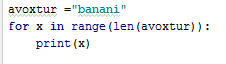 avoxtur ="banani"
for x in range(len(avoxtur)):
    print(x)